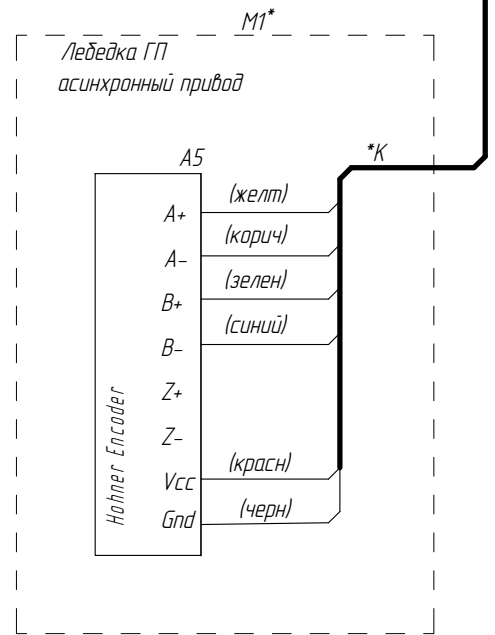 M1*
Лебедка ГП
асинхронный привод
*K
A5
A+ (желт)
A- (корич)
B+ (зелен)
B- (синий)
Z+
Z-
Vcc (красн)
Gnd (черн)
Hohner Encoder